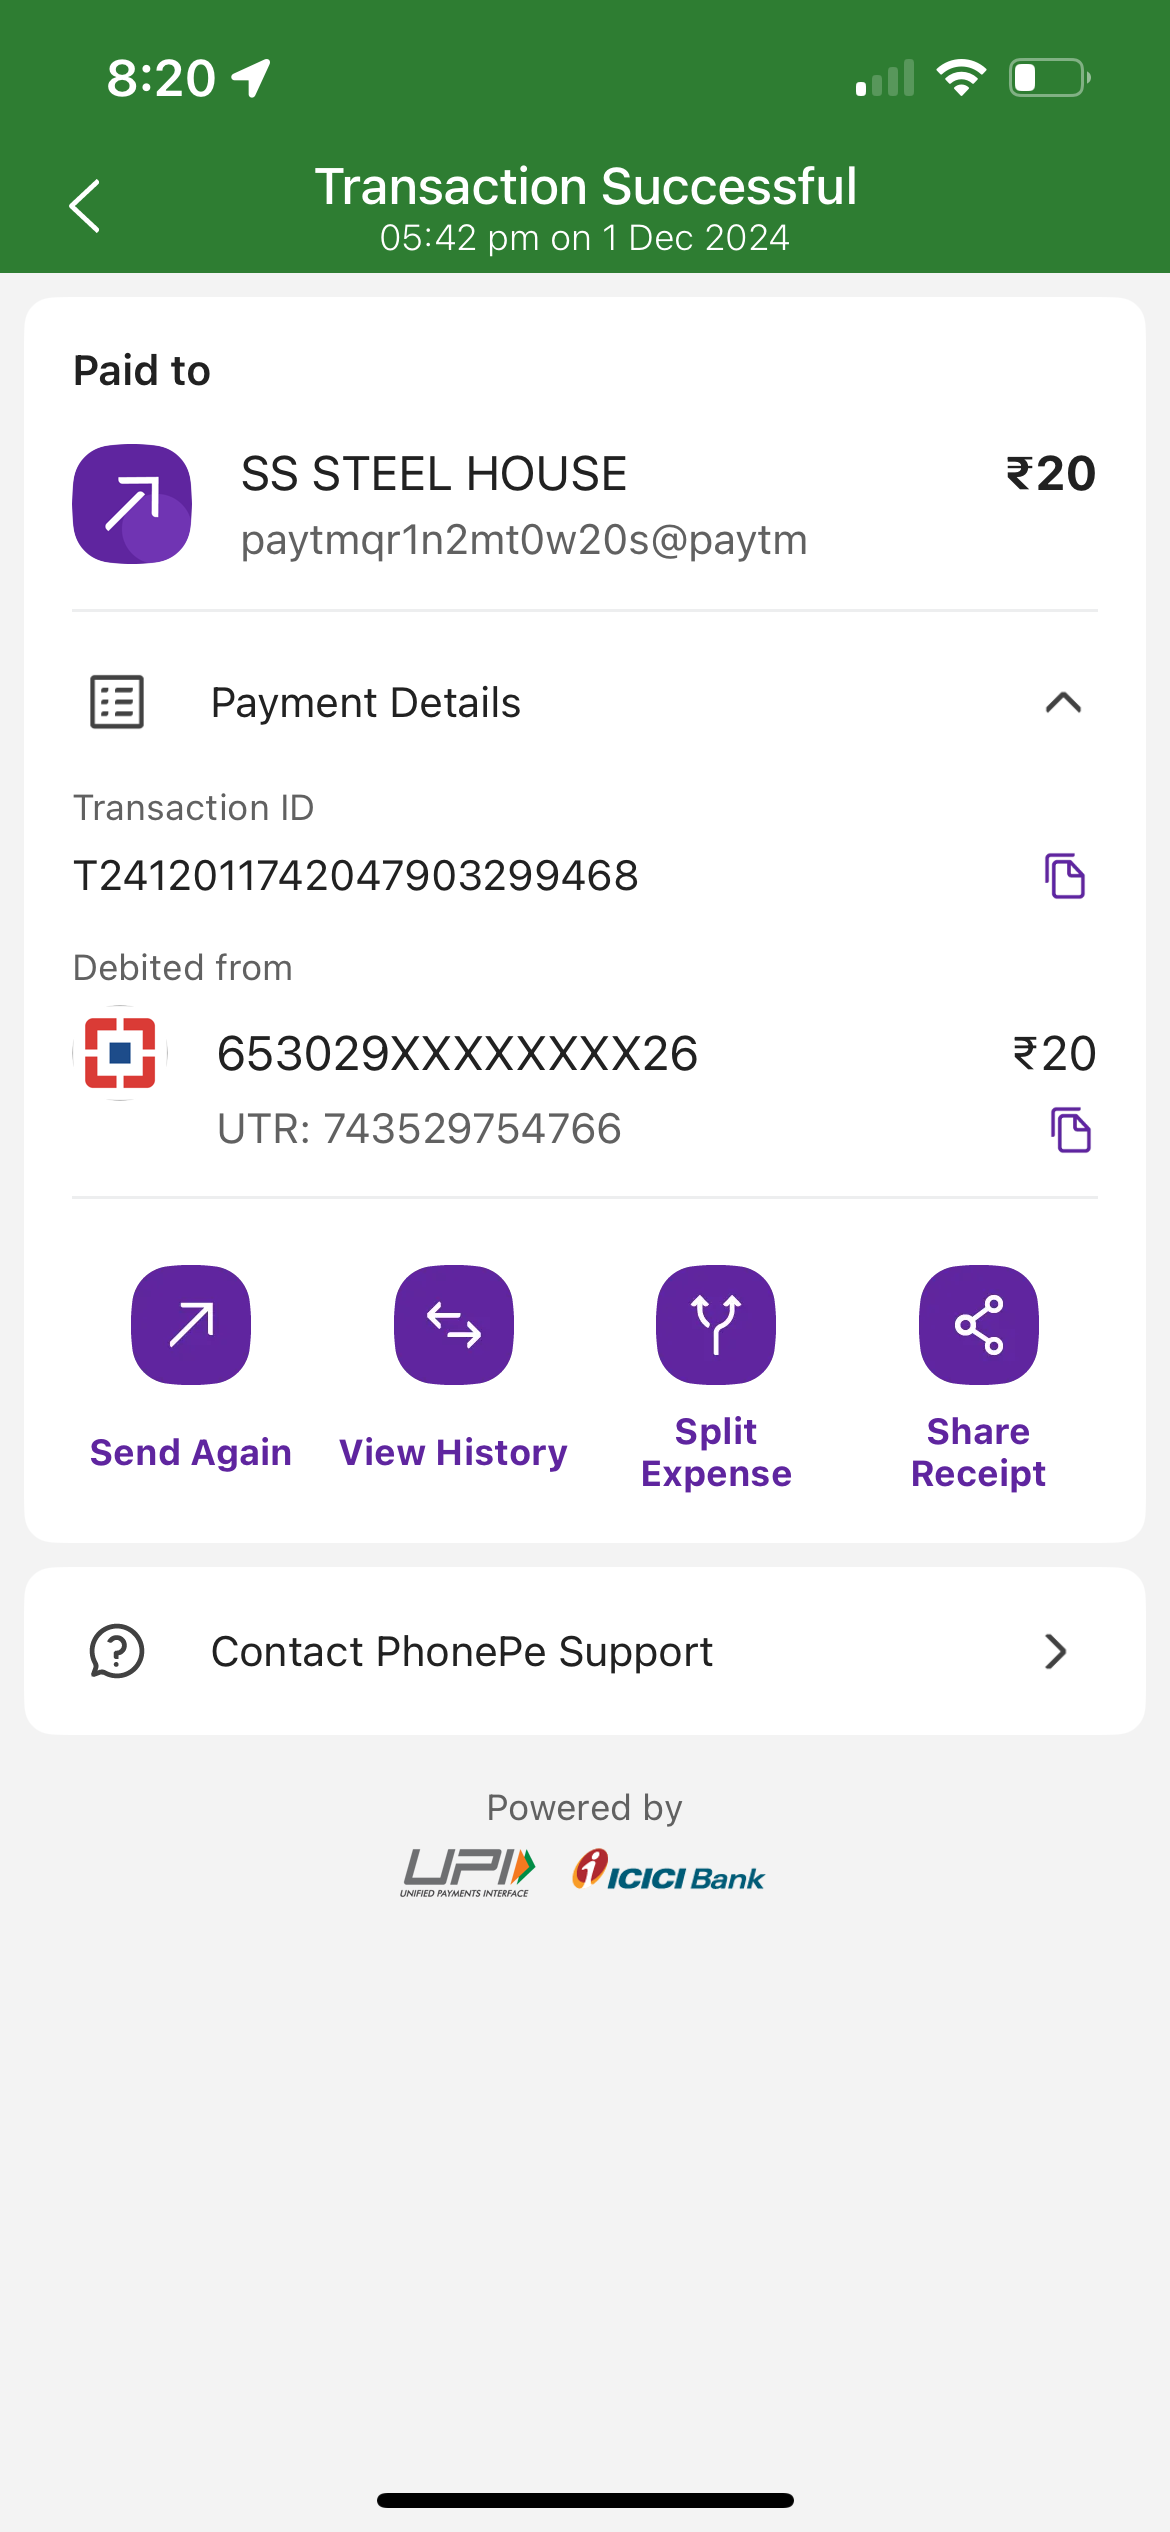 8:20
Transaction Successful
05:42 pm on 1 Dec 2024
Paid to
SS STEEL HOUSE
₹20
paytmqr1n2mt0w20s@paytm
Payment Details
Transaction ID
T2412011742047903299468
Debited from
653029XXXXXXXX26
₹20
UTR: 743529754766
Send Again
View History
Split
Expense
Share
Receipt
Contact PhonePe Support
Powered by
UPI
UNIFIED PAYMENTS INTERFACE
ICICI Bank